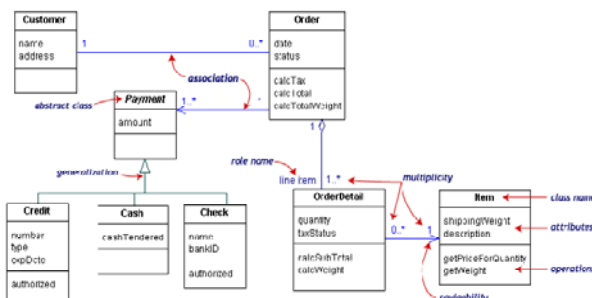 Customer
name
address
1
0..*
Order
date
status
calcTax
calcTotal
calcTotalWeight
association
abstract class
Payment
amount
1..*
*
1
generalization
role name
line item
1..*
multiplicity
Credit
number
type
expDate
authorized
Cash
cashTendered
Check
name
bankID
authorized
OrderDetail
quantity
taxStatus
calcSubTotal
calcWeight
0..*
1
Item
shippingWeight
description
getPriceForQuantity
getWeight
class name
attributes
operation
navigability